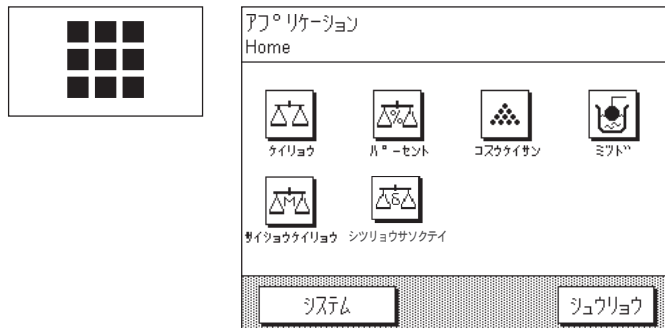 アプリケーション
Home
ケイリョウ パーセント コスウケイサン ミツド
サイショウケイリョウ シツリョウサソクテイ
システム シュウリョウ